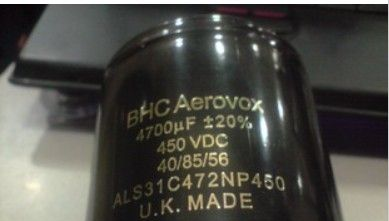 BHC Aerovox
4700µF ±20%
450 VDC
40/85/56
ALS31C472NP450
U.K. MADE